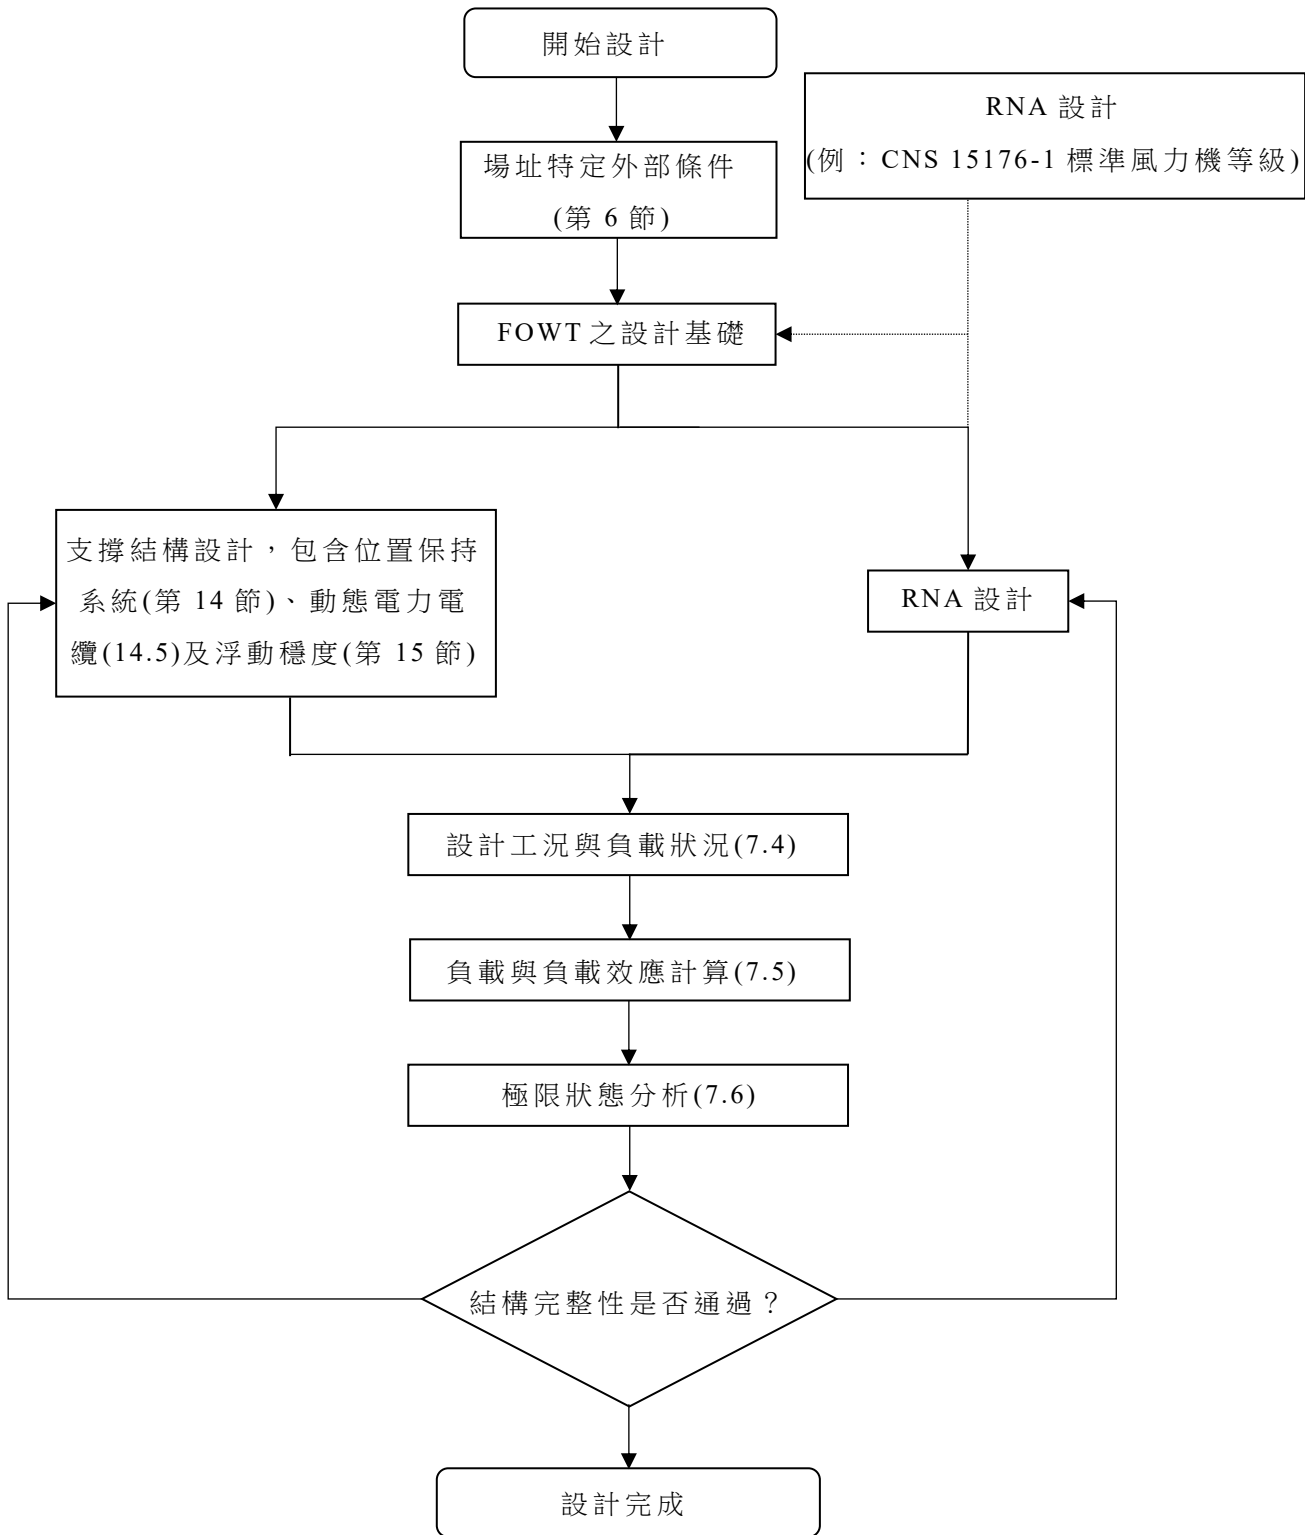 開始設計
RNA 設計
(例：CNS 15176-1 標準風力機等級)
場址特定外部條件
(第 6 節)
FOWT 之設計基礎
支撐結構設計，包含位置保持
系統(第 14 節)、動態電力電
纜(14.5)及浮動穩度(第 15 節)
RNA 設計
設計工況與負載狀況(7.4)
負載與負載效應計算(7.5)
極限狀態分析(7.6)
結構完整性是否通過？
設計完成